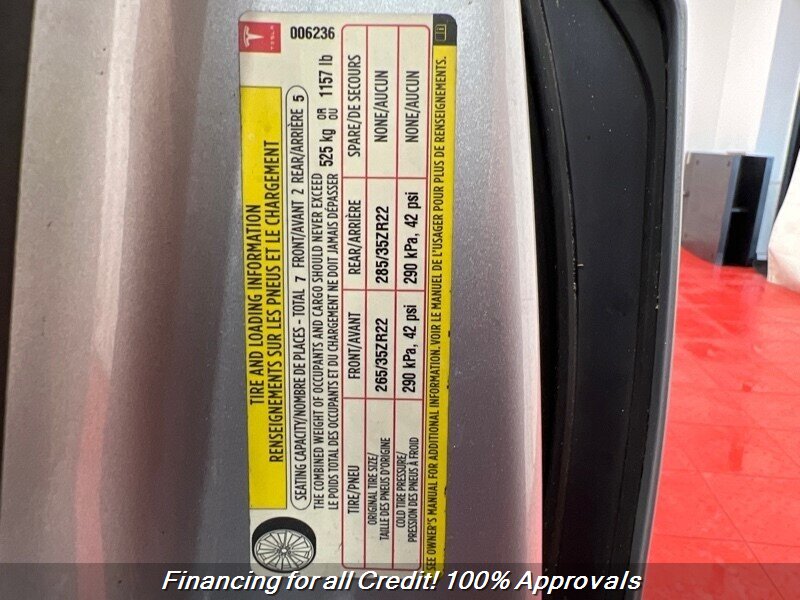 TESLA
006236
TIRE AND LOADING INFORMATION
RENSEIGNEMENTS SUR LES PNEUS ET LE CHARGEMENT
SEATING CAPACITY/NOMBRE DE PLACES - TOTAL 7 FRONT/AVANT 2 REAR/ARRIÈRE 5
THE COMBINED WEIGHT OF OCCUPANTS AND CARGO SHOULD NEVER EXCEED 525 kg OR 1157 lb
LE POIDS TOTAL DES OCCUPANTS ET DU CHARGEMENT NE DOIT JAMAIS DÉPASSER OU
TIRE/PNEU FRONT/AVANT REAR/ARRIÈRE SPARE/DE SECOURS
ORIGINAL TIRE SIZE/ 265/35ZR22 285/35ZR22 NONE/AUCUN
TAILLE DES PNEUS D'ORIGINE
COLD TIRE PRESSURE/ 290 kPa, 42 psi 290 kPa, 42 psi NONE/AUCUN
PRESSION DES PNEUS À FROID
SEE OWNER'S MANUAL FOR ADDITIONAL INFORMATION. VOIR LE MANUEL DE L'USAGER POUR PLUS DE RENSEIGNEMENTS.
Financing for all Credit! 100% Approvals